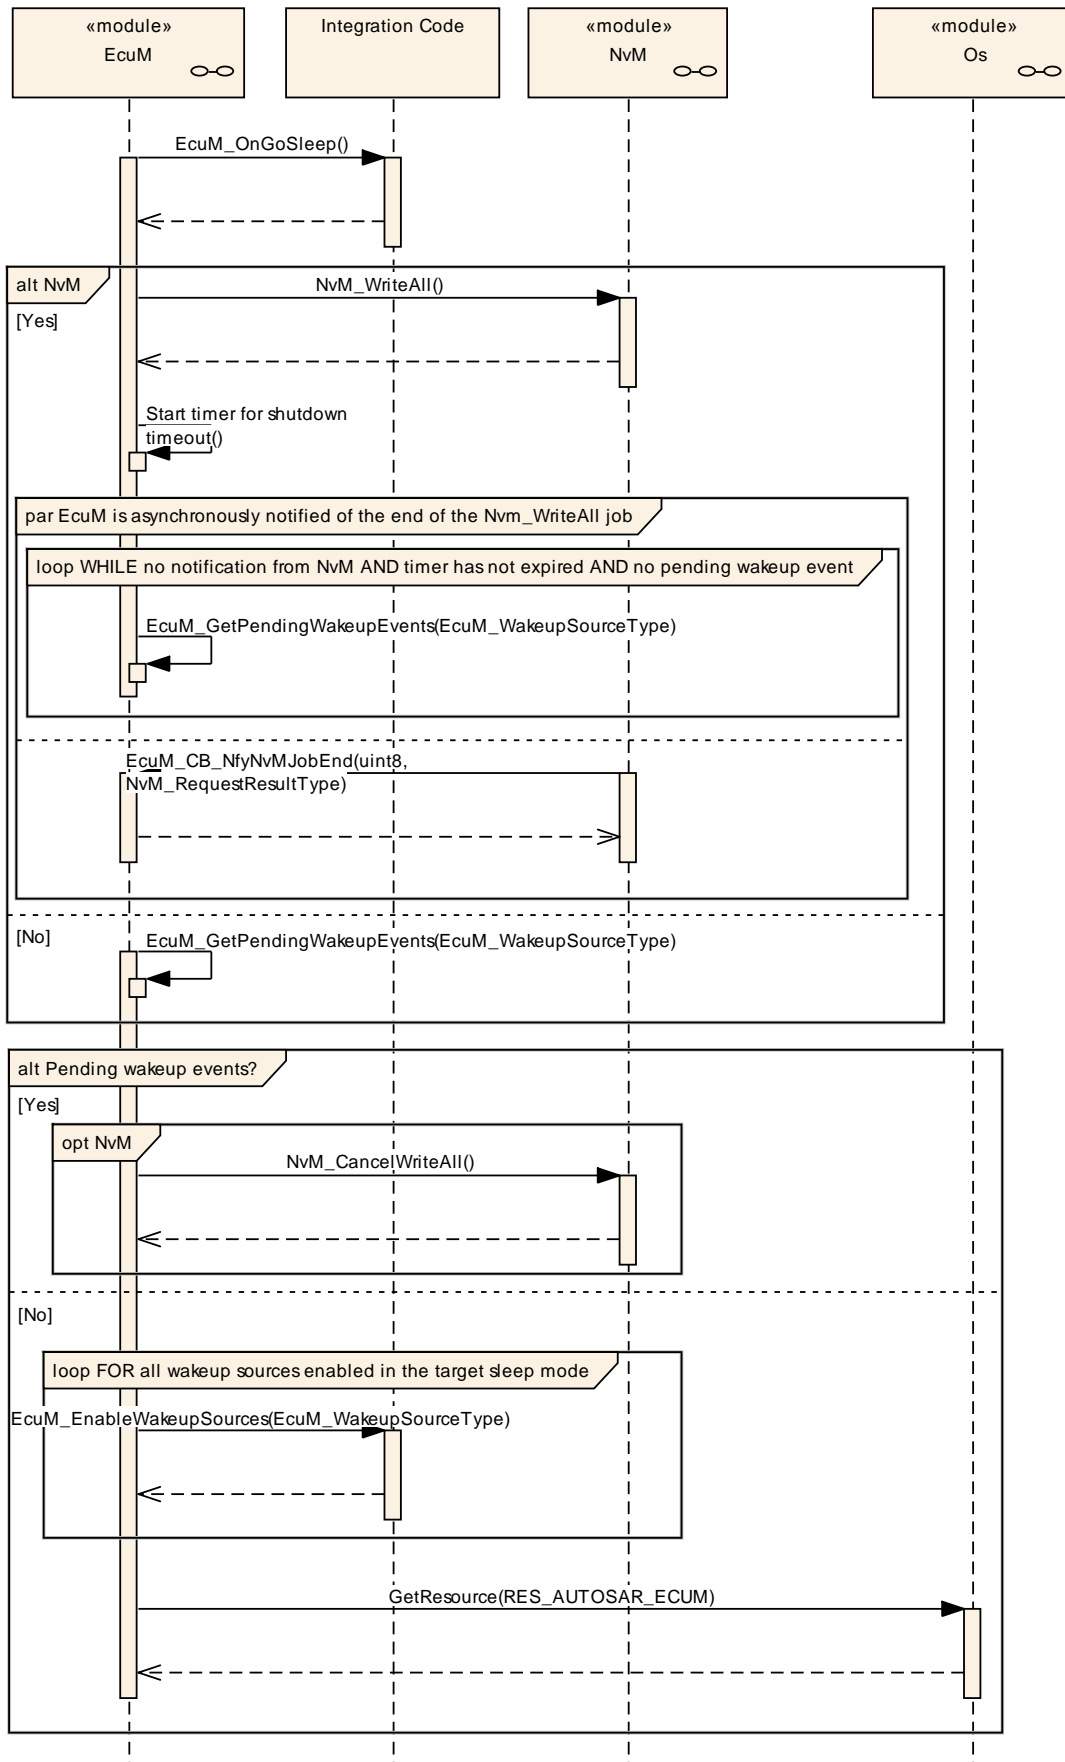 «module»
EcuM
Integration Code
«module»
NvM
«module»
Os
EcuM_OnGoSleep()
alt NvM
NvM_WriteAll()
[Yes]
Start timer for shutdown
timeout()
par EcuM is asynchronously notified of the end of the Nvm_WriteAll job
loop WHILE no notification from NvM AND timer has not expired AND no pending wakeup event
EcuM_GetPendingWakeupEvents(EcuM_WakeupSourceType)
EcuM_CB_NfyNvMJobEnd(uint8,
NvM_RequestResultType)
[No]
EcuM_GetPendingWakeupEvents(EcuM_WakeupSourceType)
alt Pending wakeup events?
[Yes]
opt NvM
NvM_CancelWriteAll()
[No]
loop FOR all wakeup sources enabled in the target sleep mode
EcuM_EnableWakeupSources(EcuM_WakeupSourceType)
GetResource(RES_AUTOSAR_ECUM)